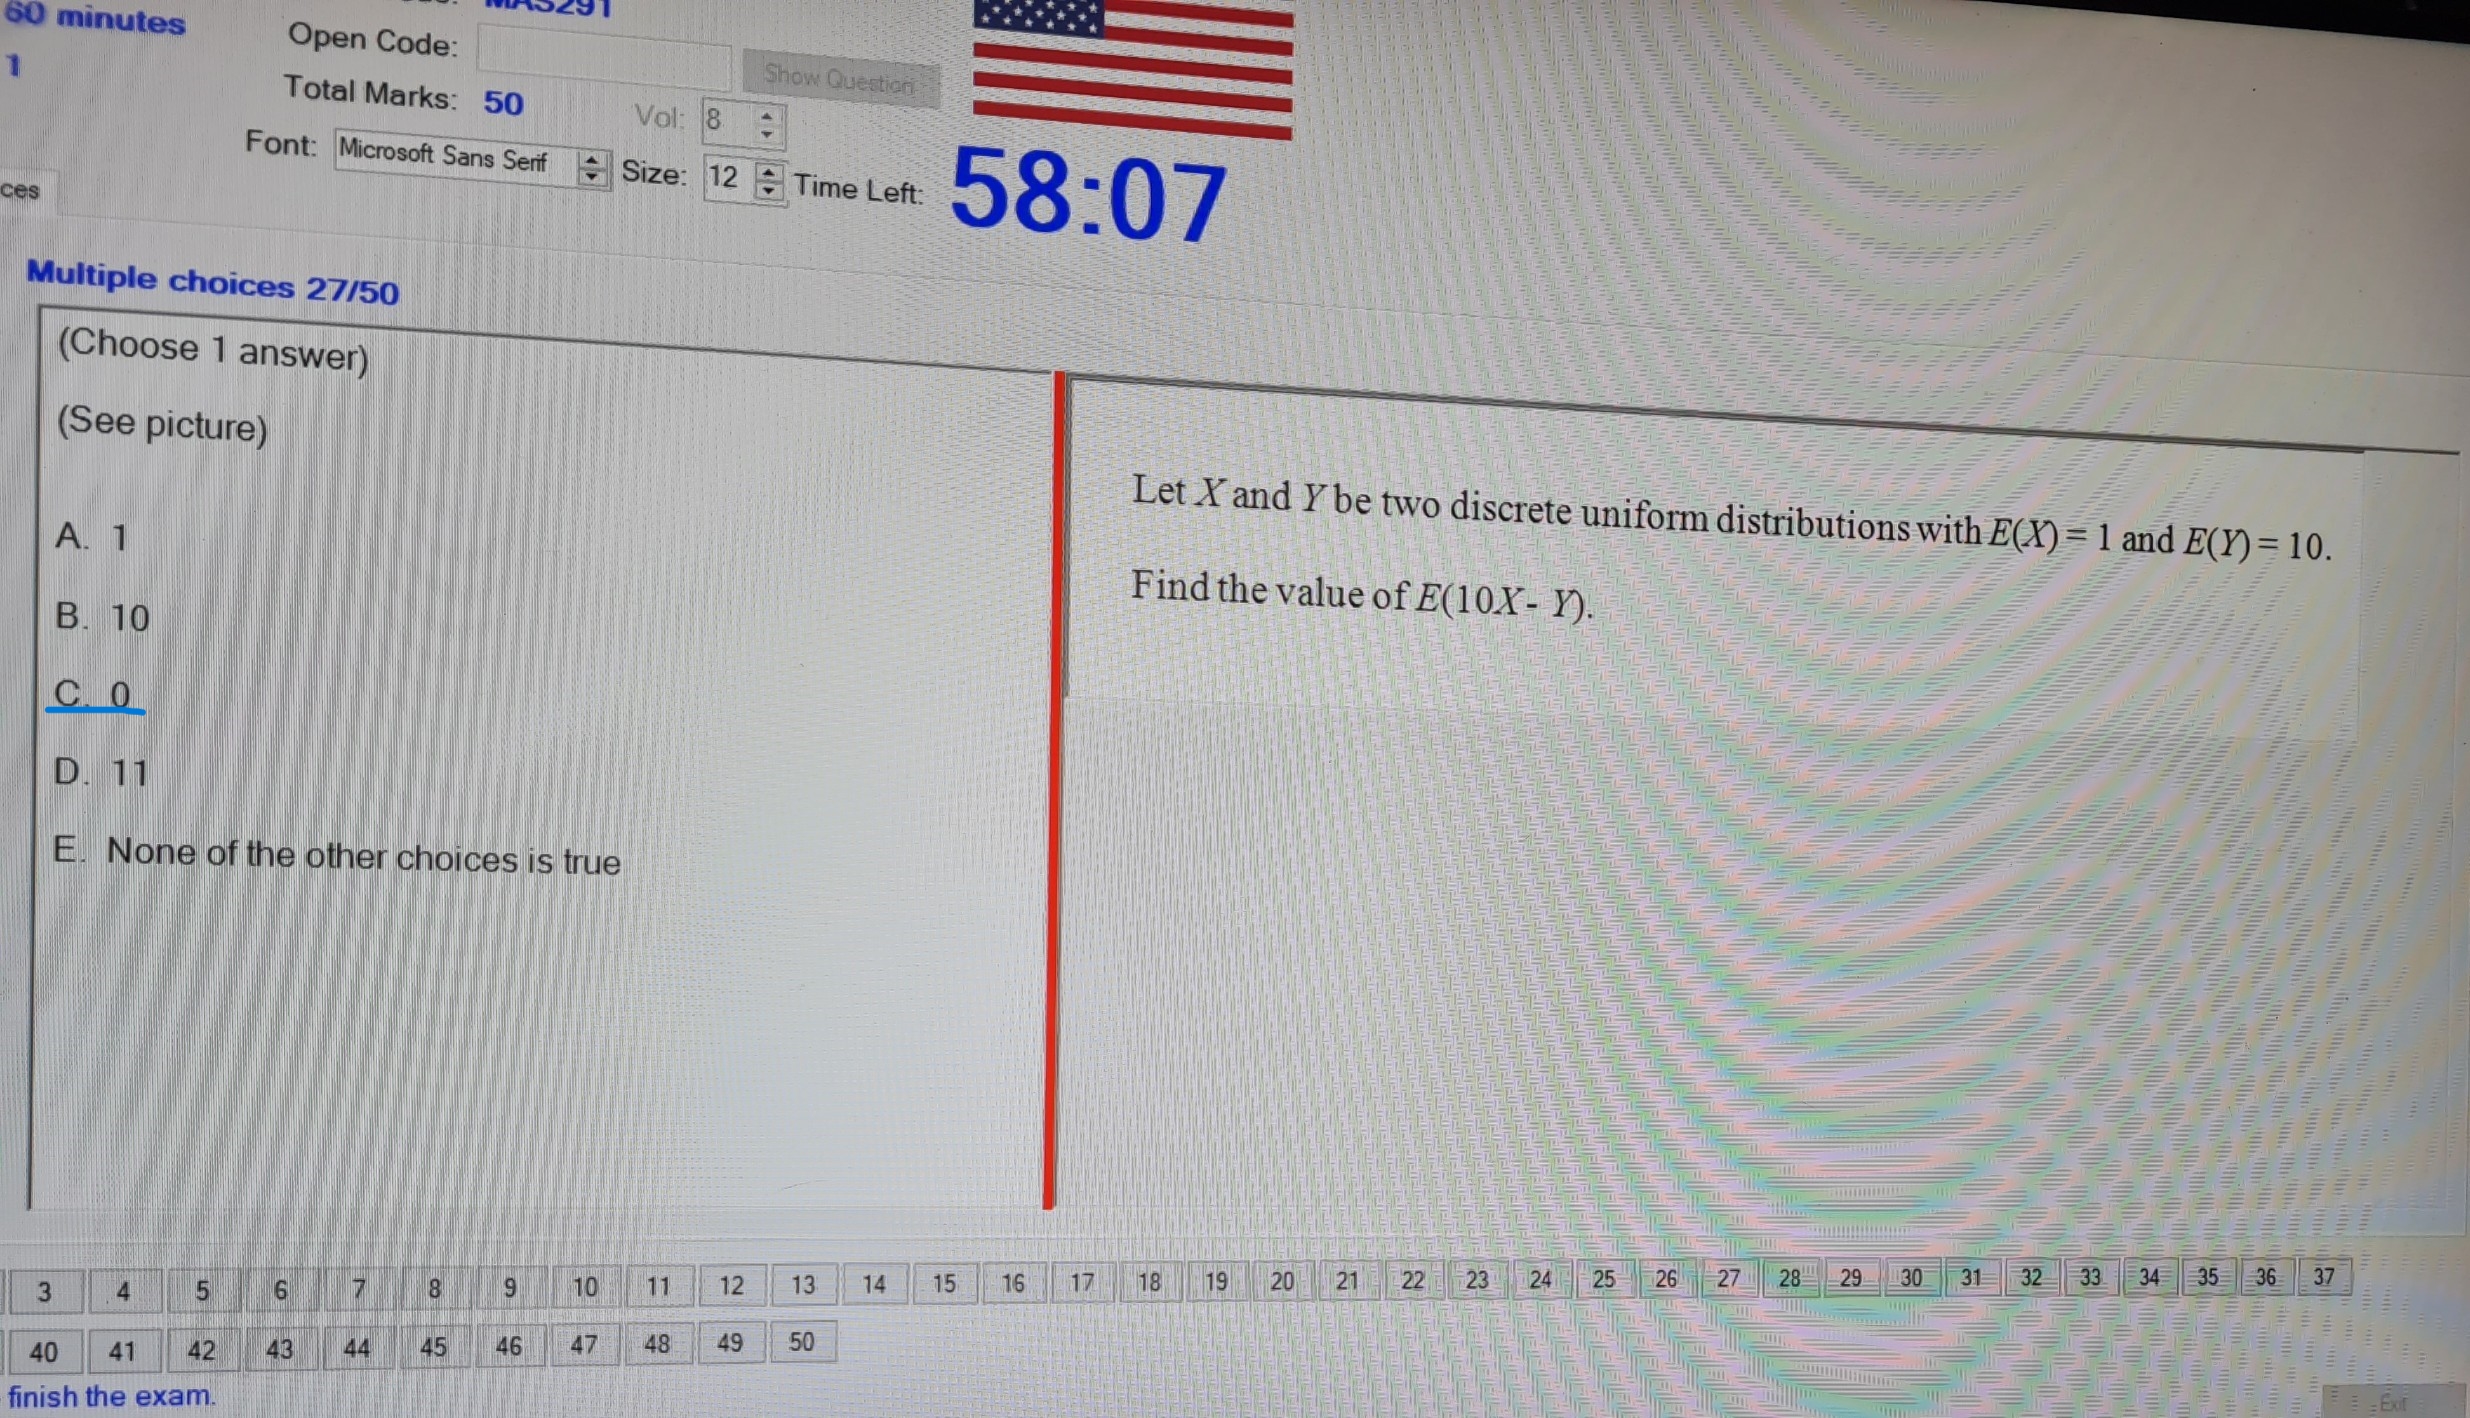 60 minutes
MAS291
1
Open Code:
Show Question
Total Marks: 50
Vol: 8
Font: Microsoft Sans Serif
Size: 12
Time Left: 58:07
ces
Multiple choices 27/50
(Choose 1 answer)
(See picture)
A. 1
B. 10
C. 0
D. 11
E. None of the other choices is true
Let X and Y be two discrete uniform distributions with E(X) = 1 and E(Y) = 10.
Find the value of E(10X- Y).
3 4 5 6 7 8 9 10 11 12 13 14 15 16 17 18 19 20 21 22 23 24 25 26 27 28 29 30 31 32 33 34 35 36 37
40 41 42 43 44 45 46 47 48 49 50
finish the exam.
Exit